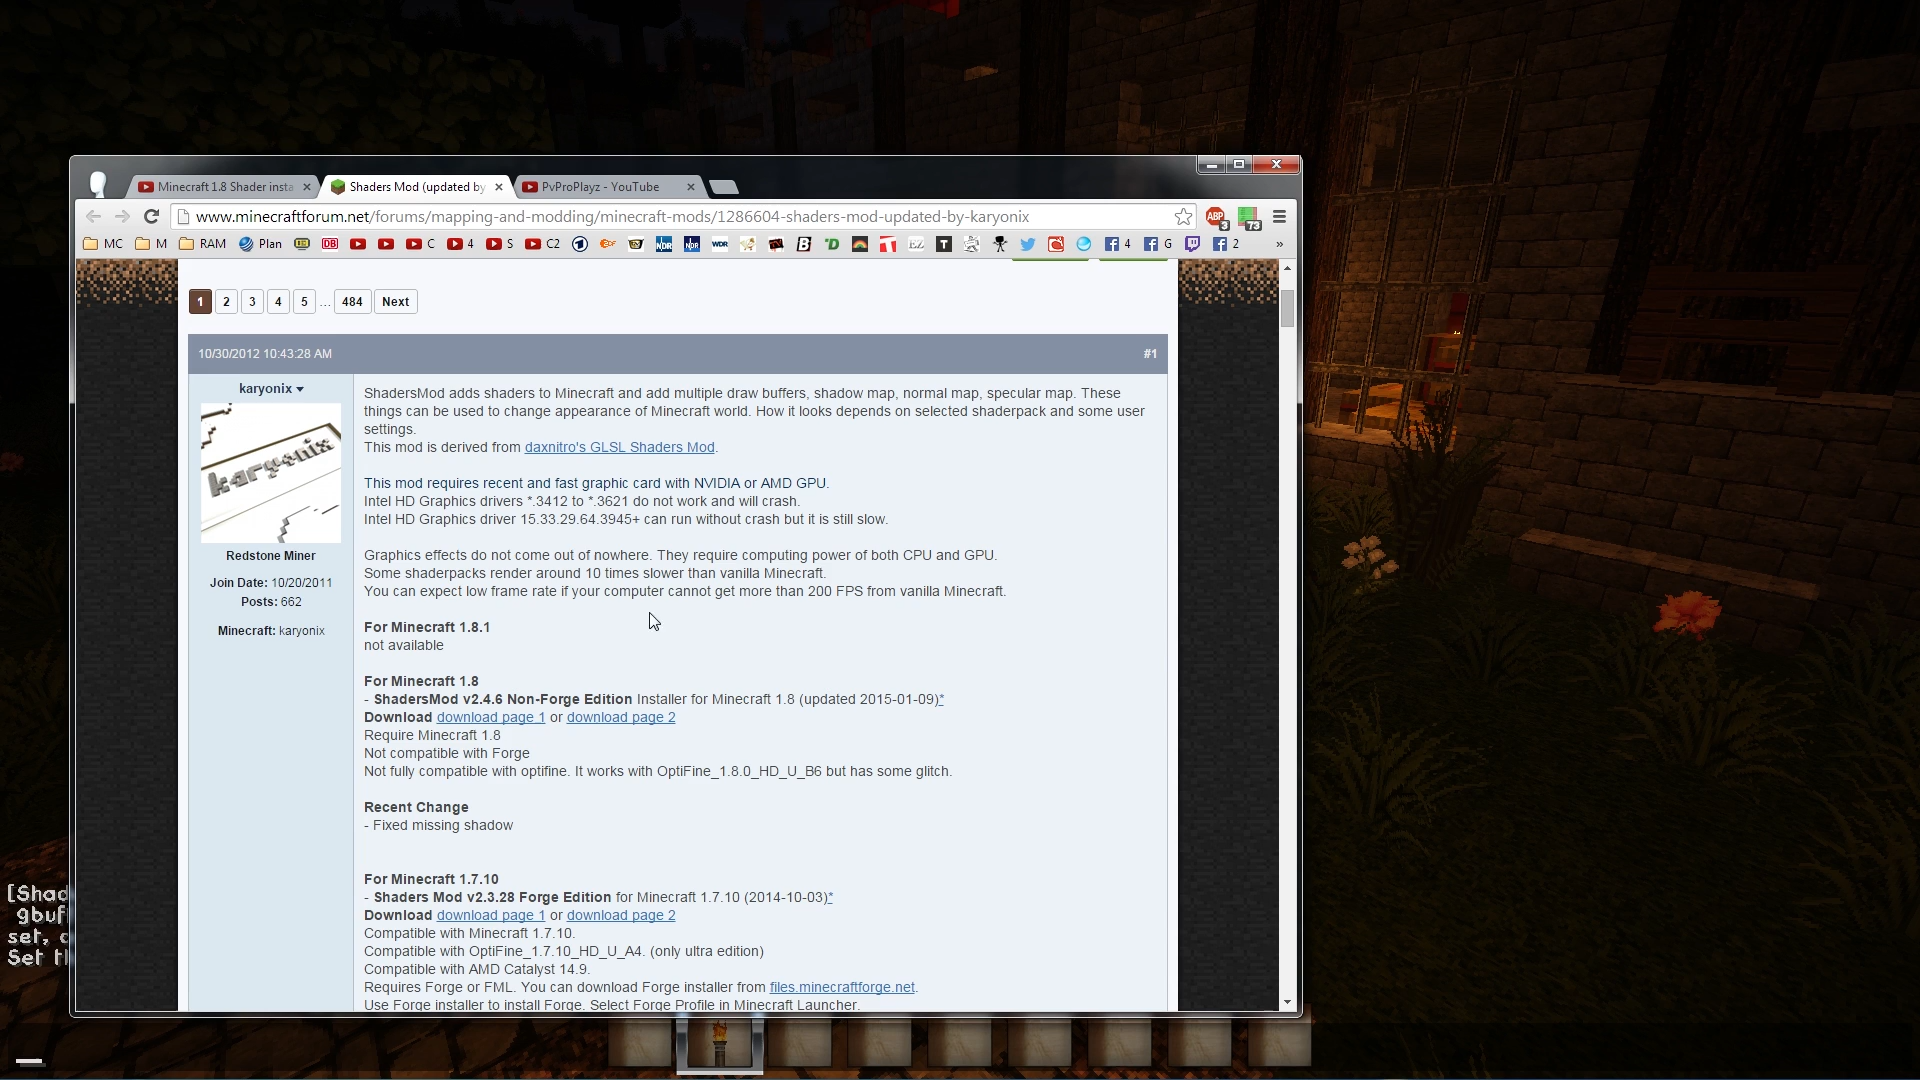 Minecraft 1.8 Shader insta
Shaders Mod (updated by
PvProPlayz - YouTube
www.minecraftforum.net/forums/mapping-and-modding/minecraft-mods/1286604-shaders-mod-updated-by-karyonix
ABP 3 73
MC M RAM Plan DB C 4 S C2 NDR NDR WDR B D T 4 G 2 »
1 2 3 4 5 ... 484 Next
10/30/2012 10:43:28 AM #1
karyonix
karyonix
Redstone Miner
Join Date: 10/20/2011
Posts: 662
Minecraft: karyonix
ShadersMod adds shaders to Minecraft and add multiple draw buffers, shadow map, normal map, specular map. These
things can be used to change appearance of Minecraft world. How it looks depends on selected shaderpack and some user
settings.
This mod is derived from daxnitro's GLSL Shaders Mod.
This mod requires recent and fast graphic card with NVIDIA or AMD GPU.
Intel HD Graphics drivers *.3412 to *.3621 do not work and will crash.
Intel HD Graphics driver 15.33.29.64.3945+ can run without crash but it is still slow.
Graphics effects do not come out of nowhere. They require computing power of both CPU and GPU.
Some shaderpacks render around 10 times slower than vanilla Minecraft.
You can expect low frame rate if your computer cannot get more than 200 FPS from vanilla Minecraft.
For Minecraft 1.8.1
not available
For Minecraft 1.8
- ShadersMod v2.4.6 Non-Forge Edition Installer for Minecraft 1.8 (updated 2015-01-09)*
Download download page 1 or download page 2
Require Minecraft 1.8
Not compatible with Forge
Not fully compatible with optifine. It works with OptiFine_1.8.0_HD_U_B6 but has some glitch.
Recent Change
- Fixed missing shadow
For Minecraft 1.7.10
- Shaders Mod v2.3.28 Forge Edition for Minecraft 1.7.10 (2014-10-03)*
Download download page 1 or download page 2
Compatible with Minecraft 1.7.10.
Compatible with OptiFine_1.7.10_HD_U_A4. (only ultra edition)
Compatible with AMD Catalyst 14.9.
Requires Forge or FML. You can download Forge installer from files.minecraftforge.net.
Use Forge installer to install Forge. Select Forge Profile in Minecraft Launcher.
[Shad
gbuf
set,
Set t